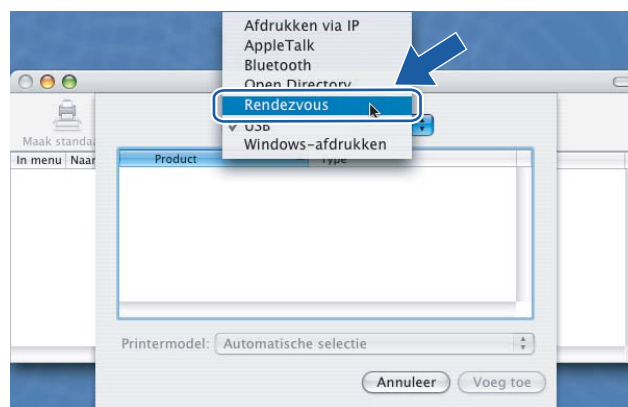 Afdrukken via IP
AppleTalk
Bluetooth
Open Directory
Rendezvous
USB
Windows-afdrukken
Maak standaa
In menu Naar
Product Type
Printermodel: Automatische selectie
Annuleer Voeg toe